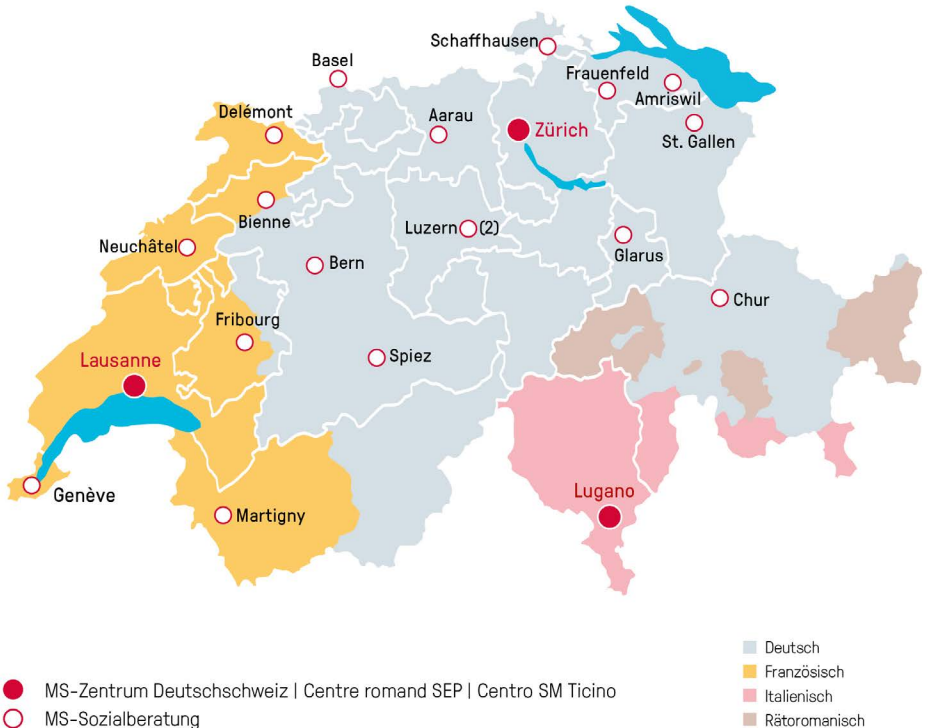 Schaffhausen
Basel
Frauenfeld
Amriswil
Delémont
Aarau
Zürich
St. Gallen
Bienne
Luzern (2)
Neuchâtel
Glarus
Bern
Chur
Fribourg
Lausanne
Spiez
Genève
Lugano
Martigny
Deutsch
Französisch
Italienisch
Rätoromanisch
MS-Zentrum Deutschschweiz | Centre romand SEP | Centro SM Ticino
MS-Sozialberatung